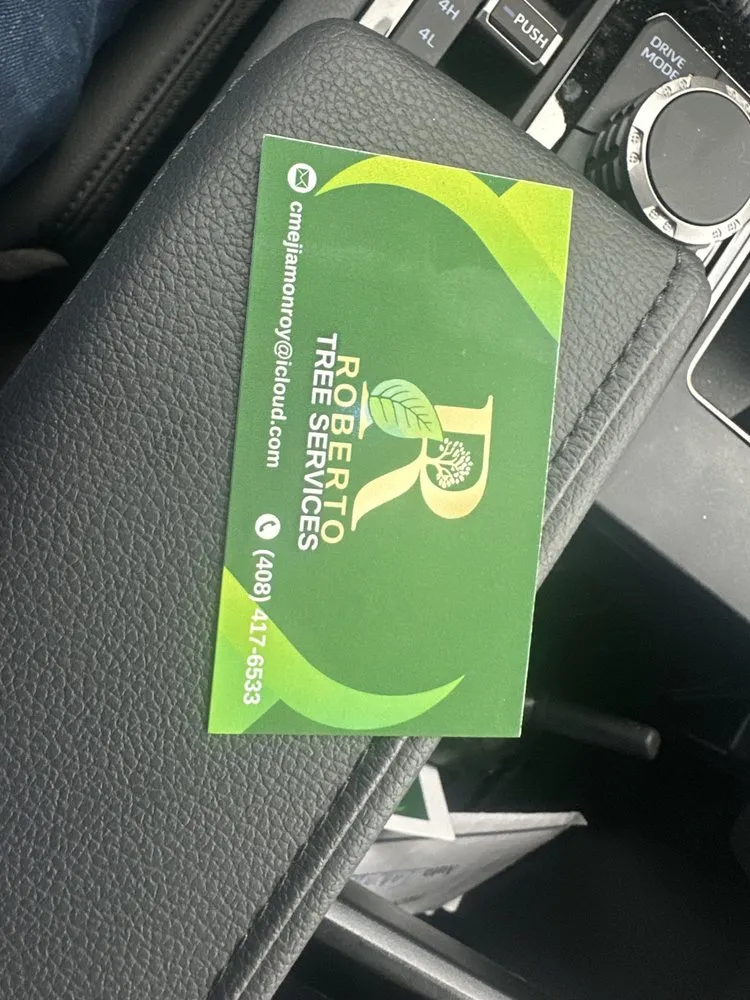 4H
4L
PUSH
DRIVE
MODE
R
ROBERTO
TREE SERVICES
cmejiamonroy@icloud.com
(408) 417-6533